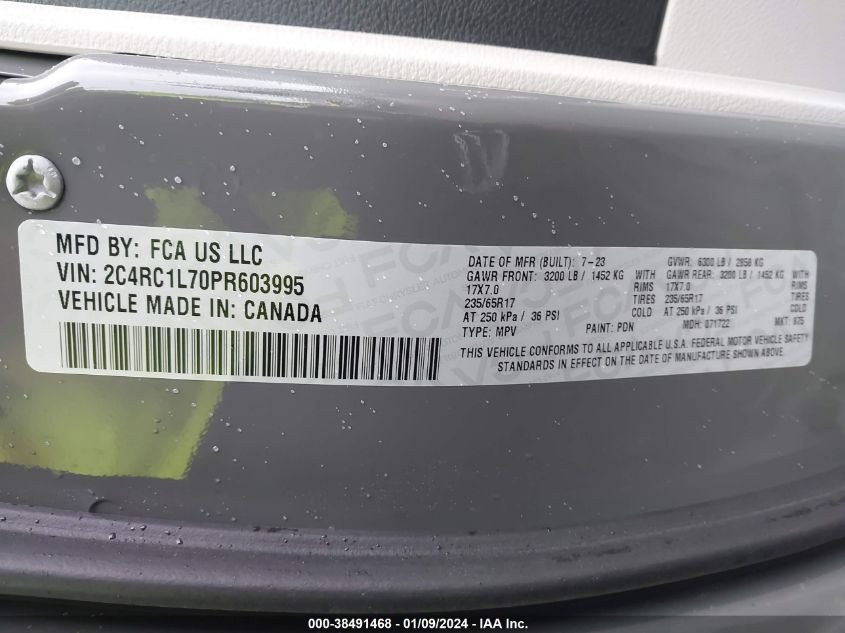 MFD BY: FCA US LLC
VIN: 2C4RC1L70PR603995
VEHICLE MADE IN: CANADA
DATE OF MFR (BUILT): 7-23 GVWR: 6300 LB / 2858 KG
GAWR FRONT: 3200 LB / 1452 KG WITH GAWR REAR: 3200 LB / 1452 KG WITH
17X7.0 RIMS 17X7.0 RIMS
235/65R17 TIRES 235/65R17 TIRES
AT 250 kPa / 36 PSI COLD AT 250 kPa / 36 PSI COLD
TYPE: MPV PAINT: PDN MDH: 071722 MKT: 875
THIS VEHICLE CONFORMS TO ALL APPLICABLE U.S.A. FEDERAL MOTOR VEHICLE SAFETY
STANDARDS IN EFFECT ON THE DATE OF MANUFACTURE SHOWN ABOVE.
000-38491468 - 01/09/2024 - IAA Inc.